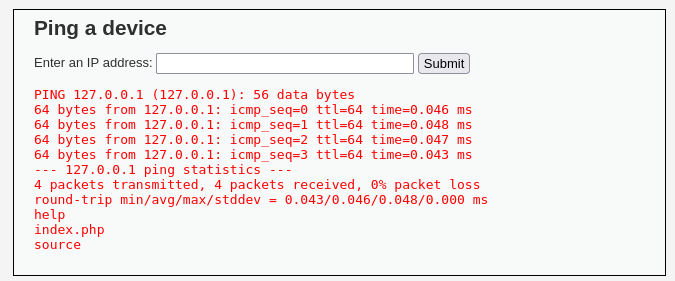 Ping a device
Enter an IP address: Submit
PING 127.0.0.1 (127.0.0.1): 56 data bytes
64 bytes from 127.0.0.1: icmp_seq=0 ttl=64 time=0.046 ms
64 bytes from 127.0.0.1: icmp_seq=1 ttl=64 time=0.048 ms
64 bytes from 127.0.0.1: icmp_seq=2 ttl=64 time=0.047 ms
64 bytes from 127.0.0.1: icmp_seq=3 ttl=64 time=0.043 ms
--- 127.0.0.1 ping statistics ---
4 packets transmitted, 4 packets received, 0% packet loss
round-trip min/avg/max/stddev = 0.043/0.046/0.048/0.000 ms
help
index.php
source